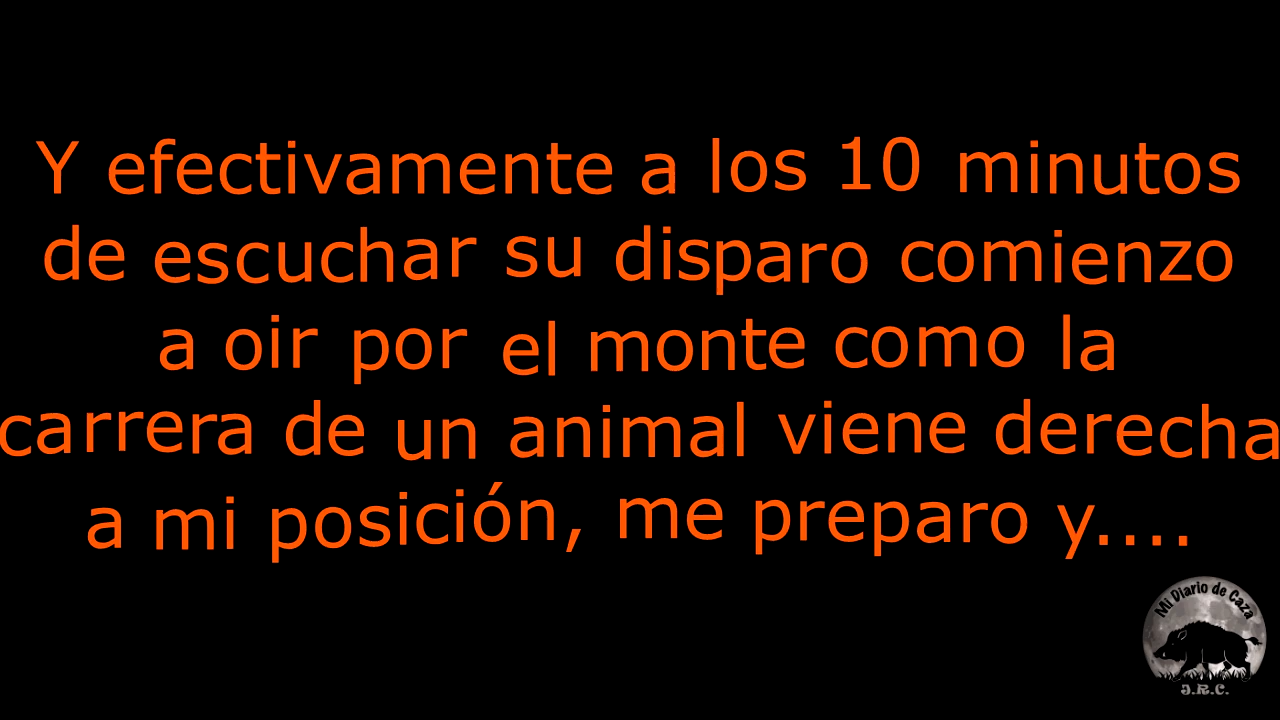 Y efectivamente a los 10 minutos
de escuchar su disparo comienzo
a oir por el monte como la
carrera de un animal viene derecha
a mi posición, me preparo y....
Mi Diario de Caza
J.R.C.